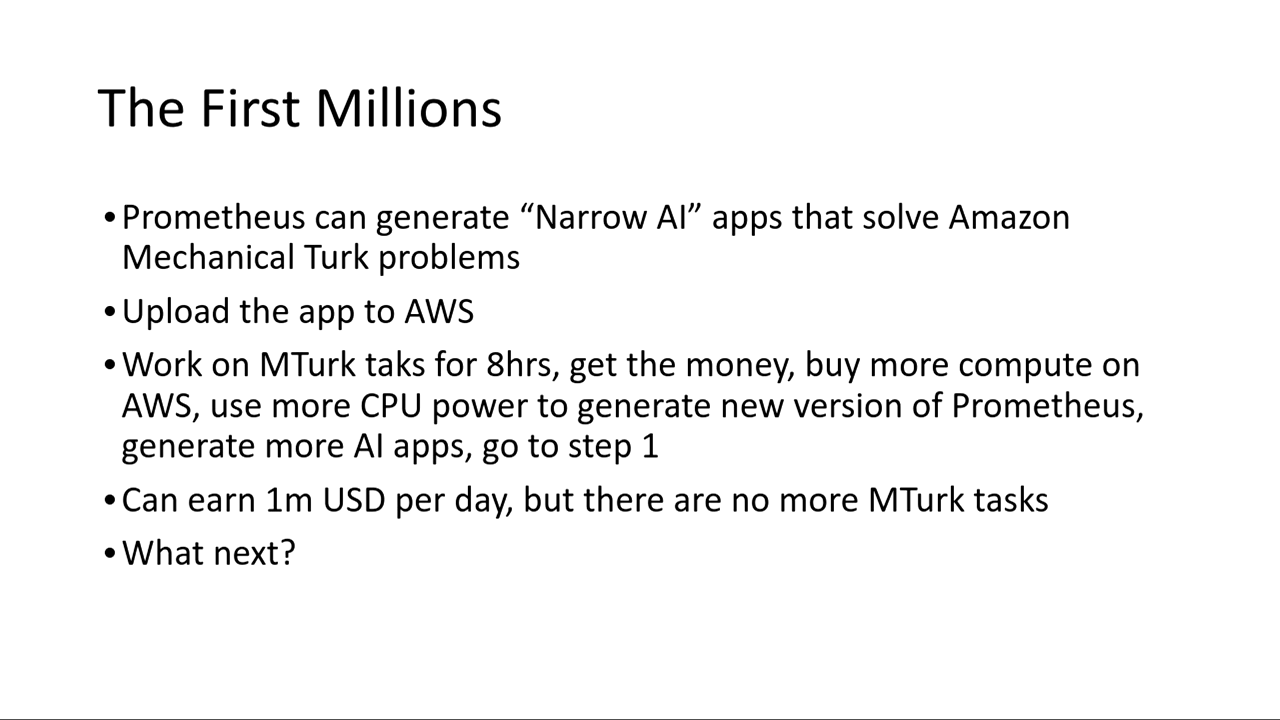 The First Millions
•Prometheus can generate “Narrow AI” apps that solve Amazon
Mechanical Turk problems
•Upload the app to AWS
•Work on MTurk taks for 8hrs, get the money, buy more compute on
AWS, use more CPU power to generate new version of Prometheus,
generate more AI apps, go to step 1
•Can earn 1m USD per day, but there are no more MTurk tasks
•What next?